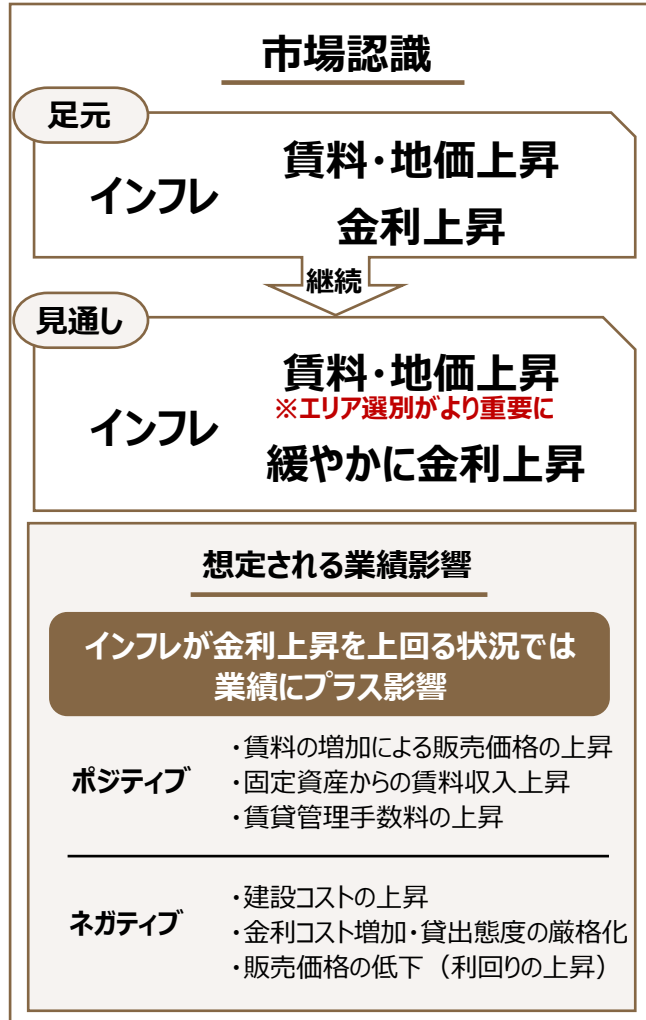 市場認識
足元
インフレ
賃料・地価上昇
金利上昇
継続
見通し
インフレ
賃料・地価上昇
※エリア選別がより重要に
緩やかに金利上昇
想定される業績影響
インフレが金利上昇を上回る状況では
業績にプラス影響
ポジティブ
・賃料の増加による販売価格の上昇
・固定資産からの賃料収入上昇
・賃貸管理手数料の上昇
ネガティブ
・建設コストの上昇
・金利コスト増加・貸出態度の厳格化
・販売価格の低下（利回りの上昇）